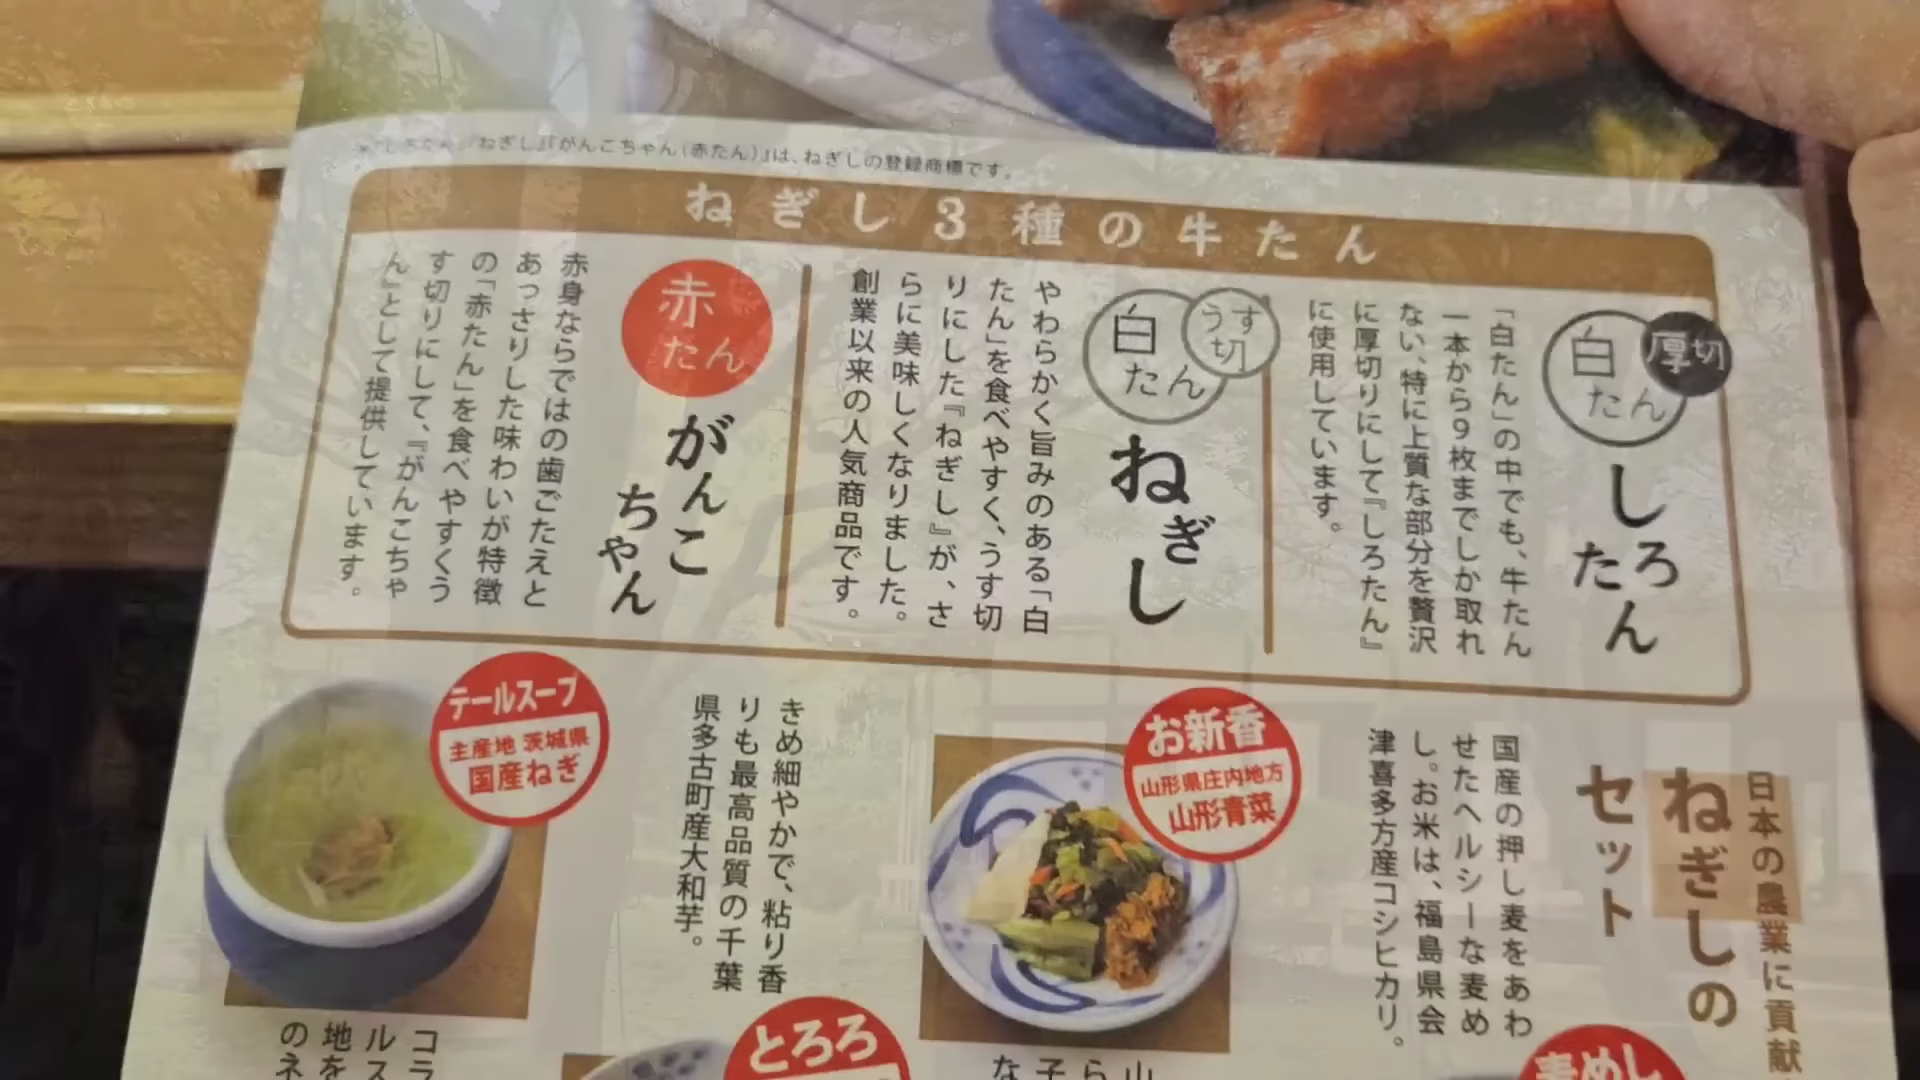 ※『しろたん』『ねぎし』『がんこちゃん(赤たん)』は、ねぎしの登録商標です。
ねぎし3種の牛たん
厚切
白たん
しろたん
「白たん」の中でも、牛たん
一本から9枚までしか取れ
ない、特に上質な部分を贅沢
に厚切りにして『しろたん』
に使用しています。
うす切
白たん
ねぎし
やわらかく旨みのある「白
たん」を食べやすく、うす切
りにした『ねぎし』が、さ
らに美味しくなりました。
創業以来の人気商品です。
赤たん
がんこちゃん
赤身ならではの歯ごたえと
あっさりした味わいが特徴
の「赤たん」を食べやすくう
す切りにして、『がんこちゃ
ん』として提供しています。
日本の農業に貢献
ねぎしの
セット
国産の押し麦をあわ
せたヘルシーな麦め
し。お米は、福島県会
津喜多方産コシヒカリ。
麦めし
お新香
山形県庄内地方
山形青菜
きめ細やかで、粘り香
りも最高品質の千葉
県多古町産大和芋。
とろろ
テールスープ
主産地 茨城県
国産ねぎ
山
ら
子
な
コラ
ルス
地を
のネ